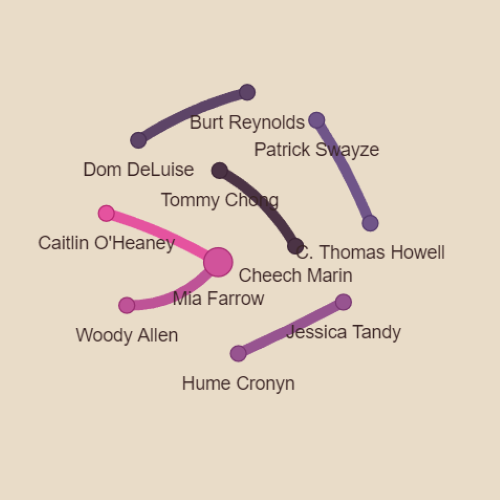 Burt Reynolds
Patrick Swayze
Dom DeLuise
Tommy Chong
Caitlin O'Heaney
C. Thomas Howell
Cheech Marin
Mia Farrow
Woody Allen
Jessica Tandy
Hume Cronyn